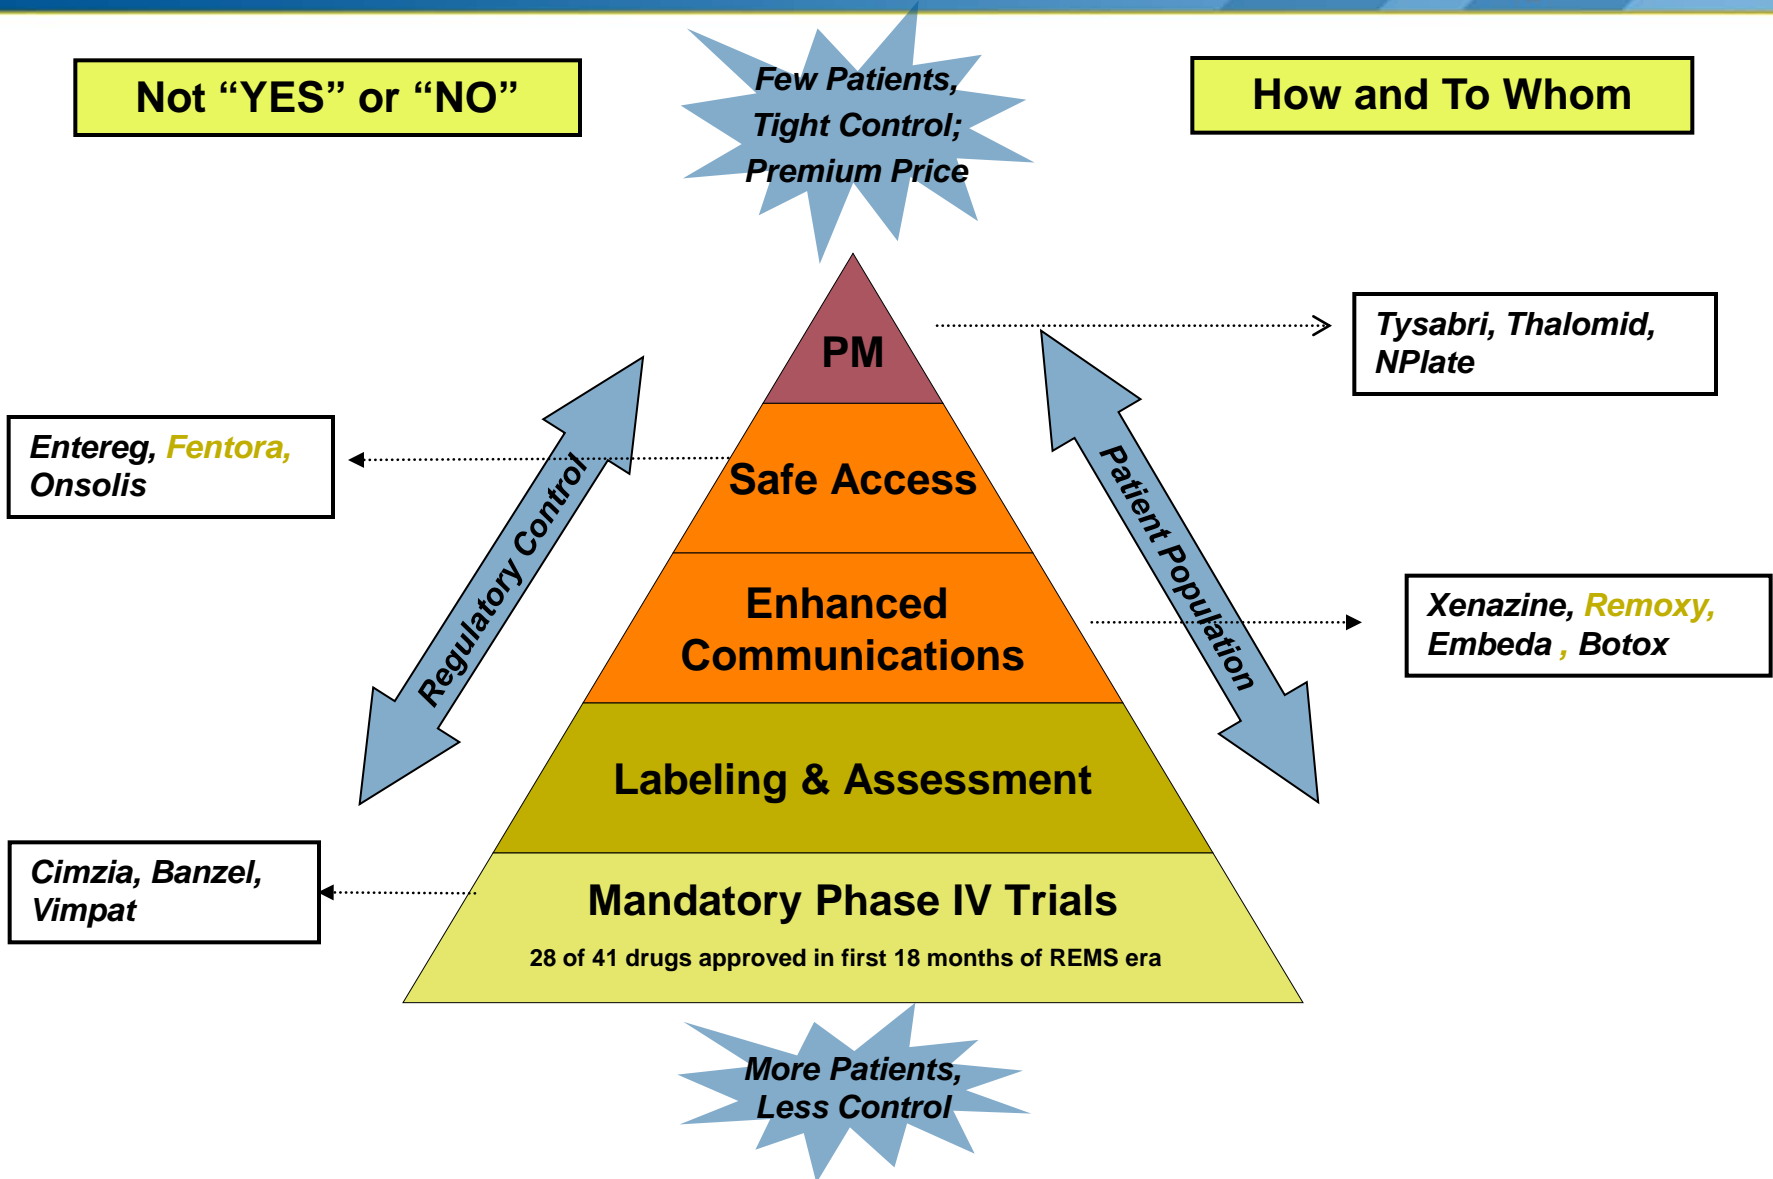 Not “YES” or “NO”
Few Patients,
Tight Control;
Premium Price
How and To Whom
PM
Tysabri, Thalomid,
NPlate
Entereg, Fentora,
Onsolis
Safe Access
Regulatory Control
Patient Population
Enhanced
Communications
Xenazine, Remoxy,
Embeda , Botox
Labeling & Assessment
Cimzia, Banzel,
Vimpat
Mandatory Phase IV Trials
28 of 41 drugs approved in first 18 months of REMS era
More Patients,
Less Control